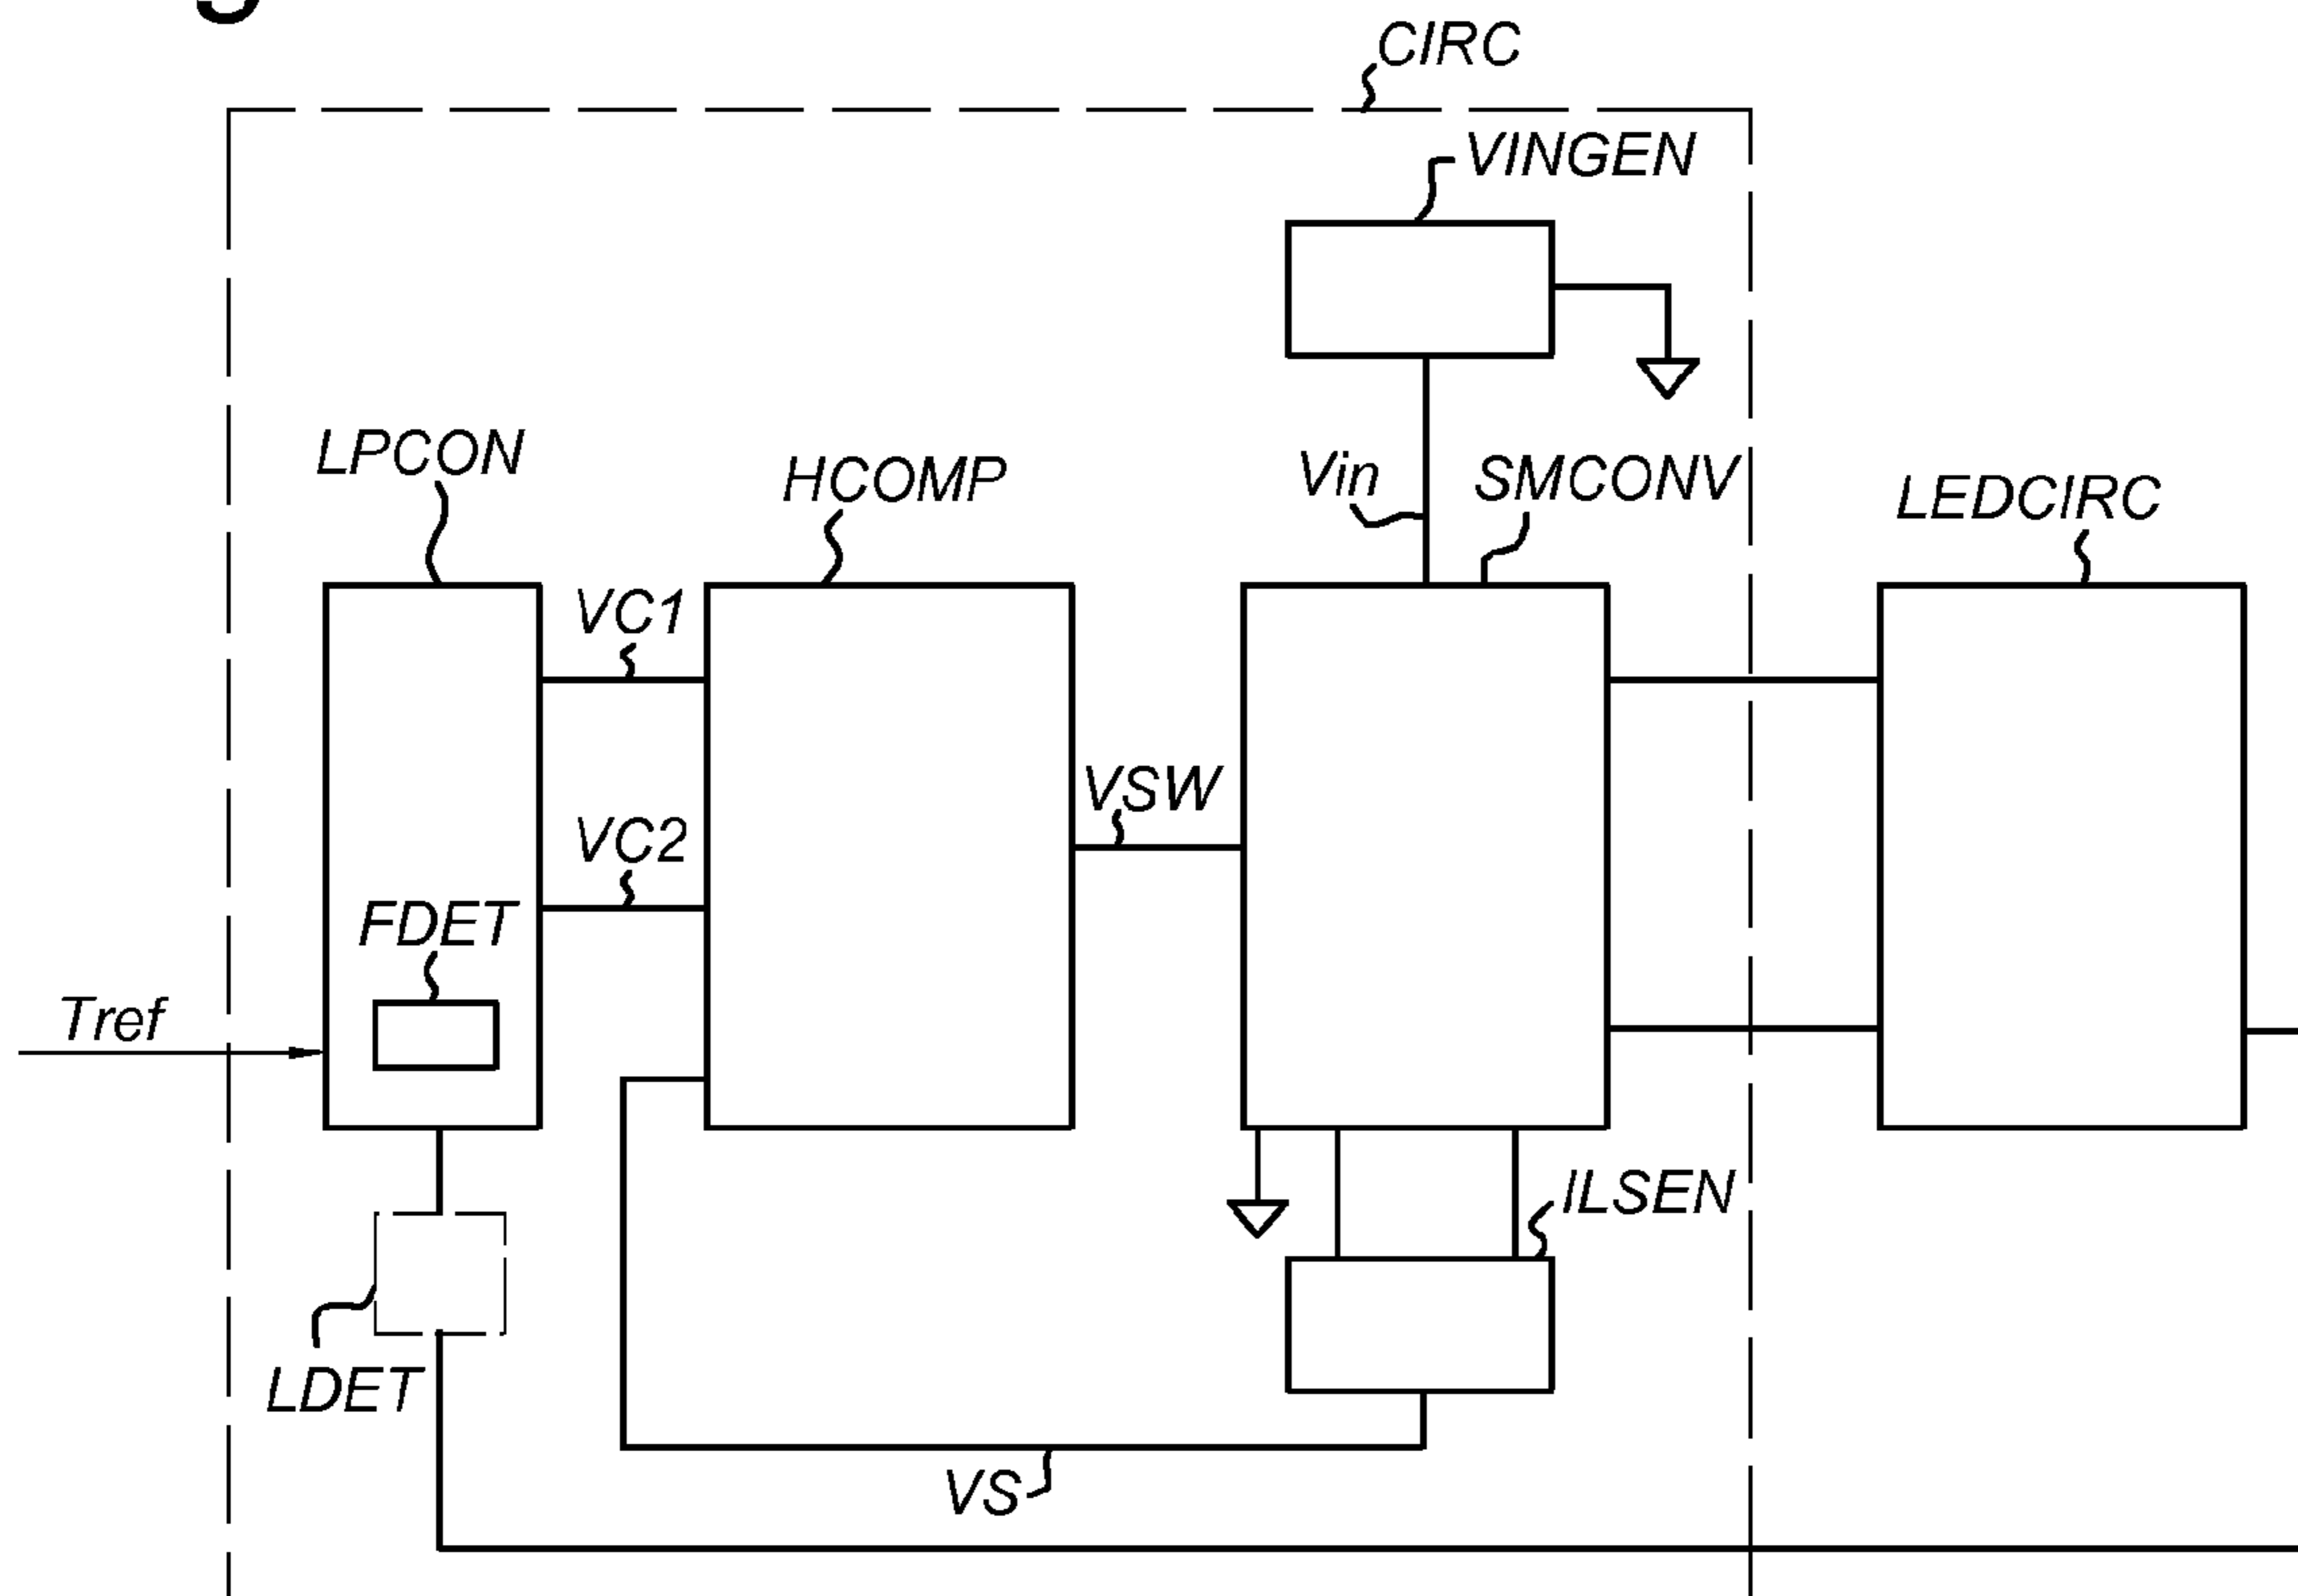 CIRC
VINGEN
LPCON
HCOMP
Vin
SMCONV
LEDCIRC
VC1
VSW
VC2
FDET
Tref
ILSEN
LDET
VS